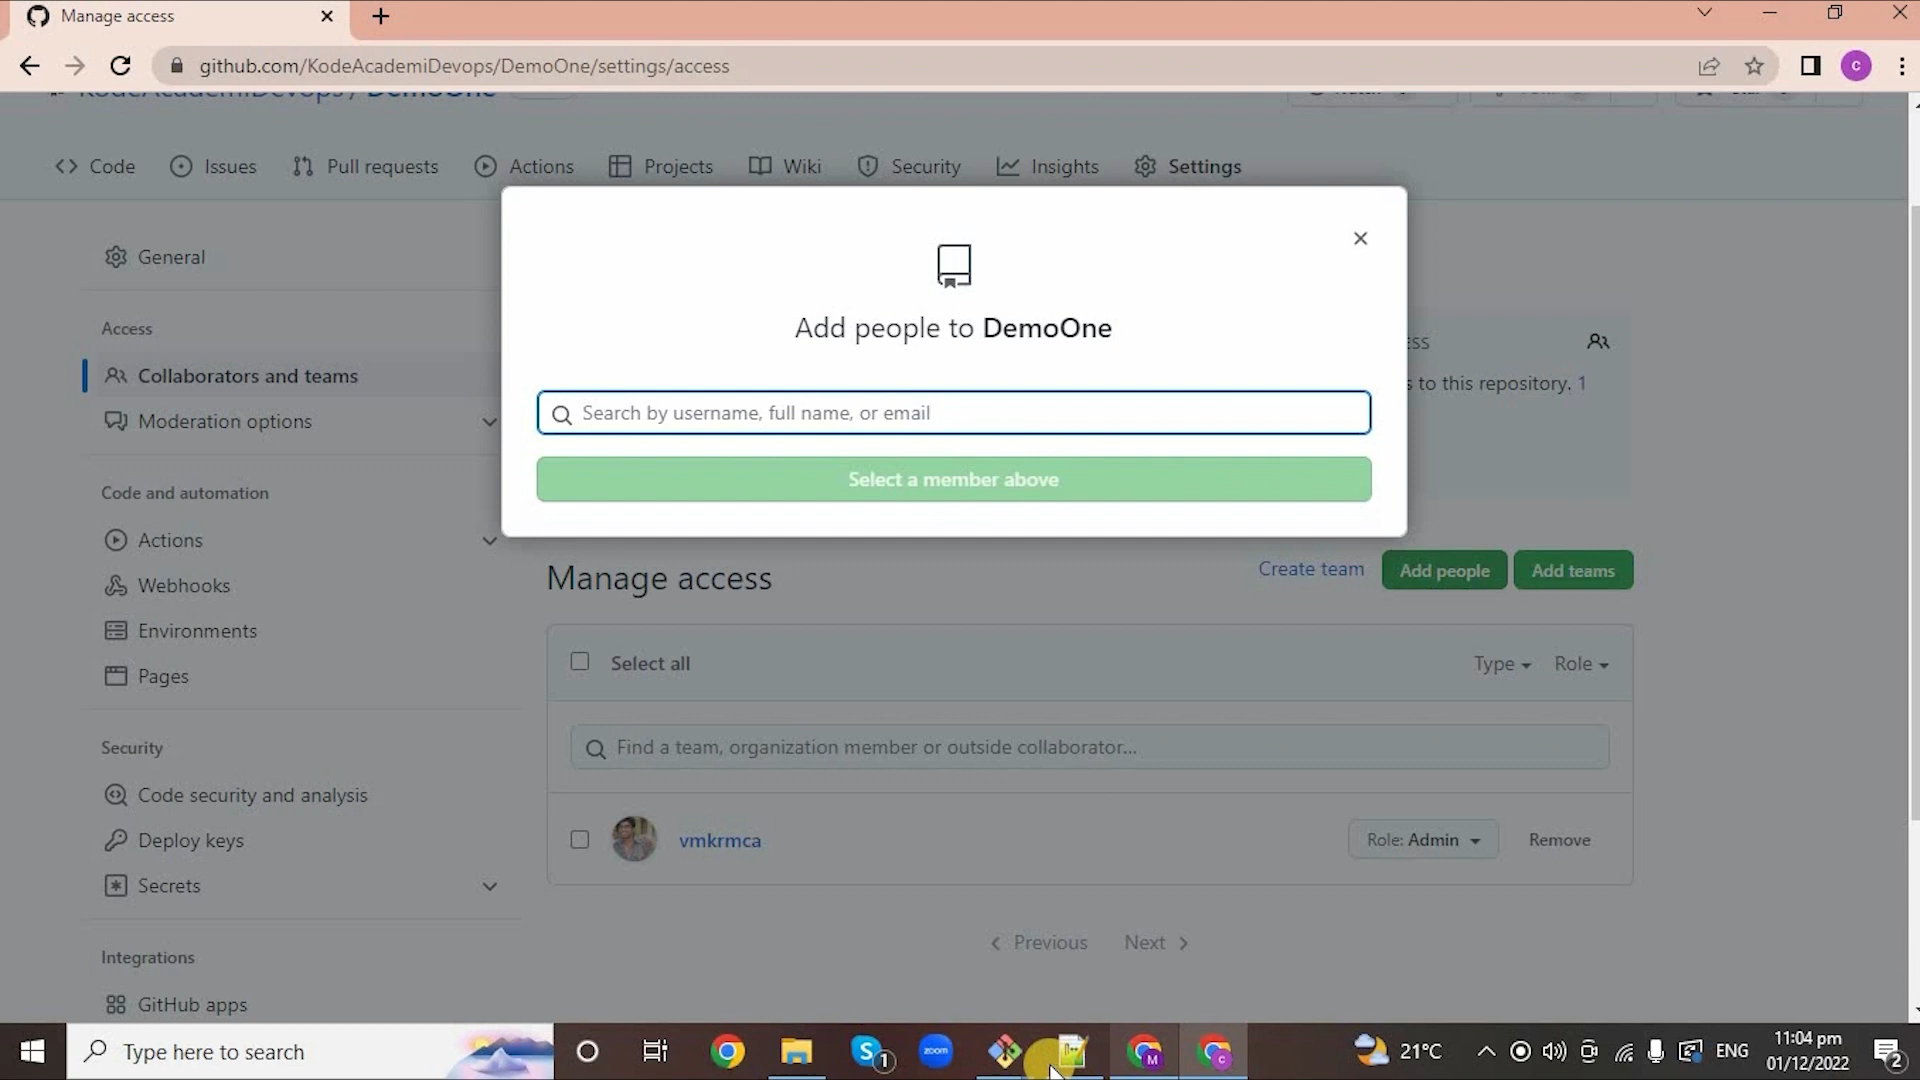 Manage access
github.com/KodeAcademiDevops/DemoOne/settings/access
KodeAcademiDevops / DemoOne
Code Issues Pull requests Actions Projects Wiki Security Insights Settings
General
Access
Collaborators and teams
Moderation options
Code and automation
Actions
Webhooks
Environments
Pages
Security
Code security and analysis
Deploy keys
Secrets
Integrations
GitHub apps
Add people to DemoOne
Search by username, full name, or email
Select a member above
s to this repository. 1
Manage access
Create team Add people Add teams
Select all Type Role
Find a team, organization member or outside collaborator...
vmkrmca Role: Admin Remove
Previous Next
Type here to search
1
zoom
M
C
21°C
ENG
11:04 pm
01/12/2022
2